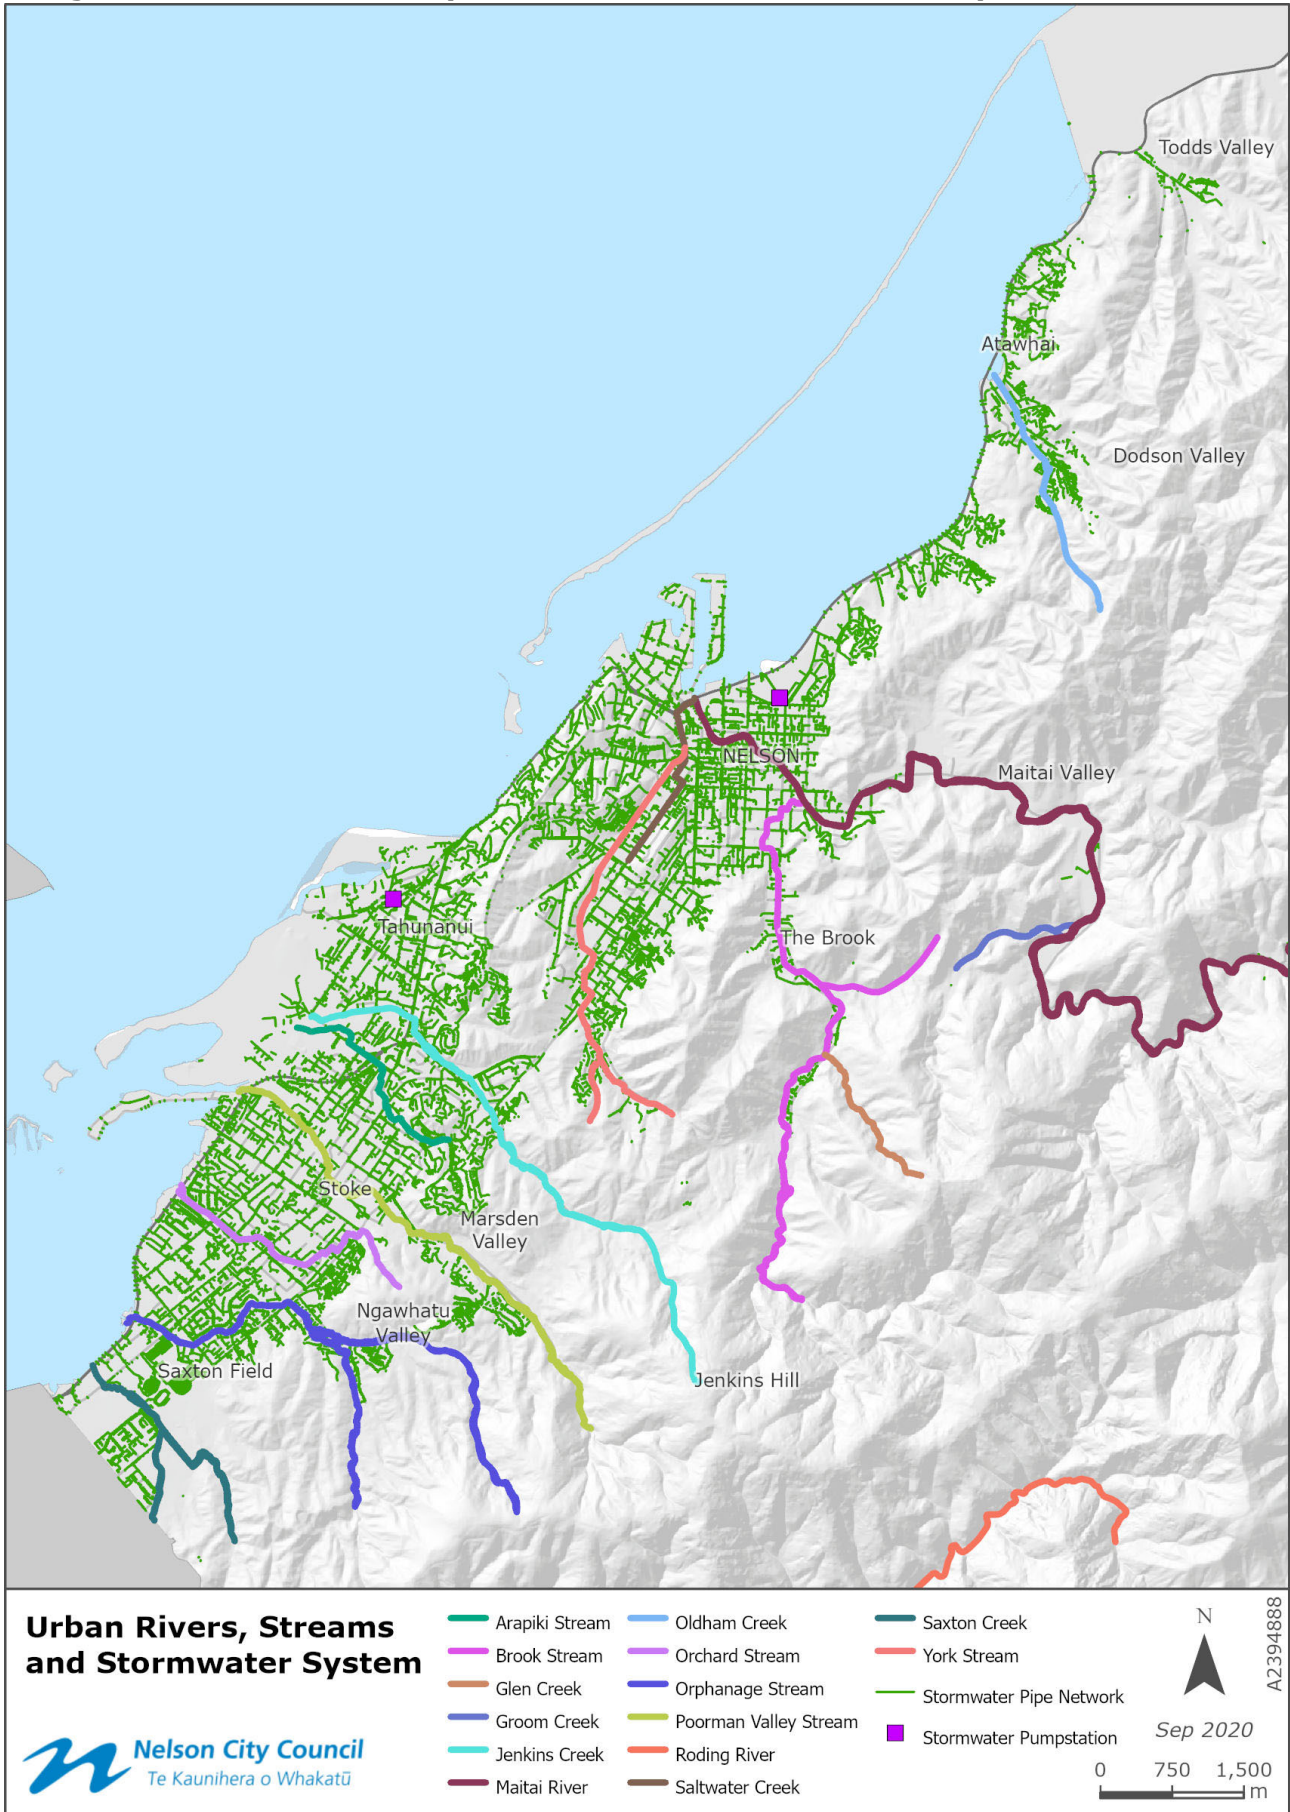 Todds Valley
Atawhai
Dodson Valley
NELSON
Maitai Valley
Tahunanui
The Brook
Stoke
Marsden
Valley
Ngawhatu
Valley
Saxton Field
Jenkins Hill
Urban Rivers, Streams
and Stormwater System
Nelson City Council
Te Kaunihera o Whakatū
Arapiki Stream
Brook Stream
Glen Creek
Groom Creek
Jenkins Creek
Maitai River
Oldham Creek
Orchard Stream
Orphanage Stream
Poorman Valley Stream
Roding River
Saltwater Creek
Saxton Creek
York Stream
Stormwater Pipe Network
Stormwater Pumpstation
N
A2394888
Sep 2020
0 750 1,500
m